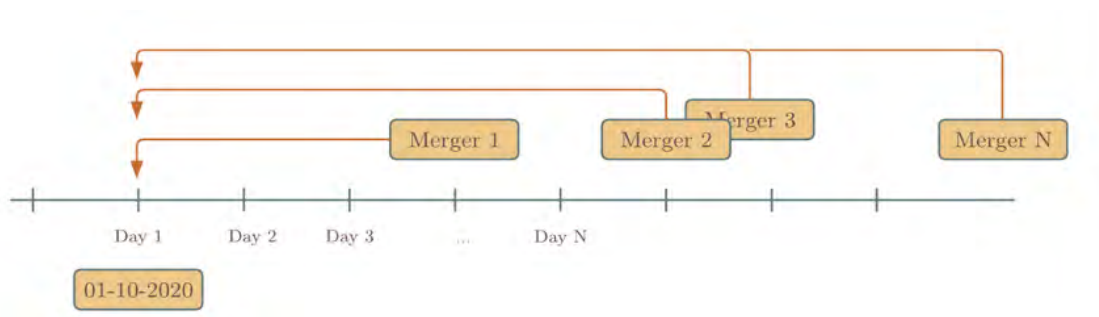 Merger 3
Merger 1
Merger 2
Merger N
Day 1
Day 2
Day 3
...
Day N
01-10-2020